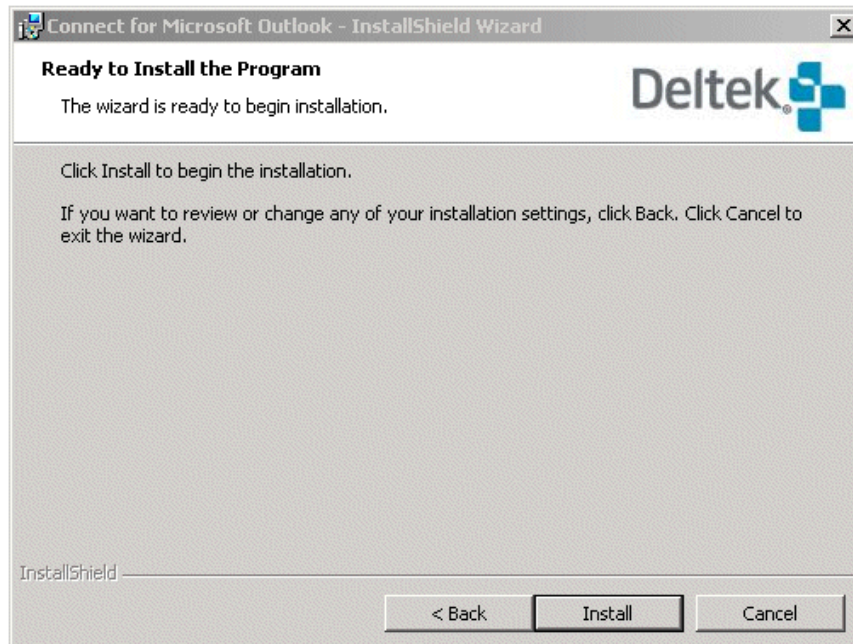 Connect for Microsoft Outlook - InstallShield Wizard
Ready to Install the Program
The wizard is ready to begin installation.
Deltek®
Click Install to begin the installation.
If you want to review or change any of your installation settings, click Back. Click Cancel to
exit the wizard.
InstallShield
< Back
Install
Cancel